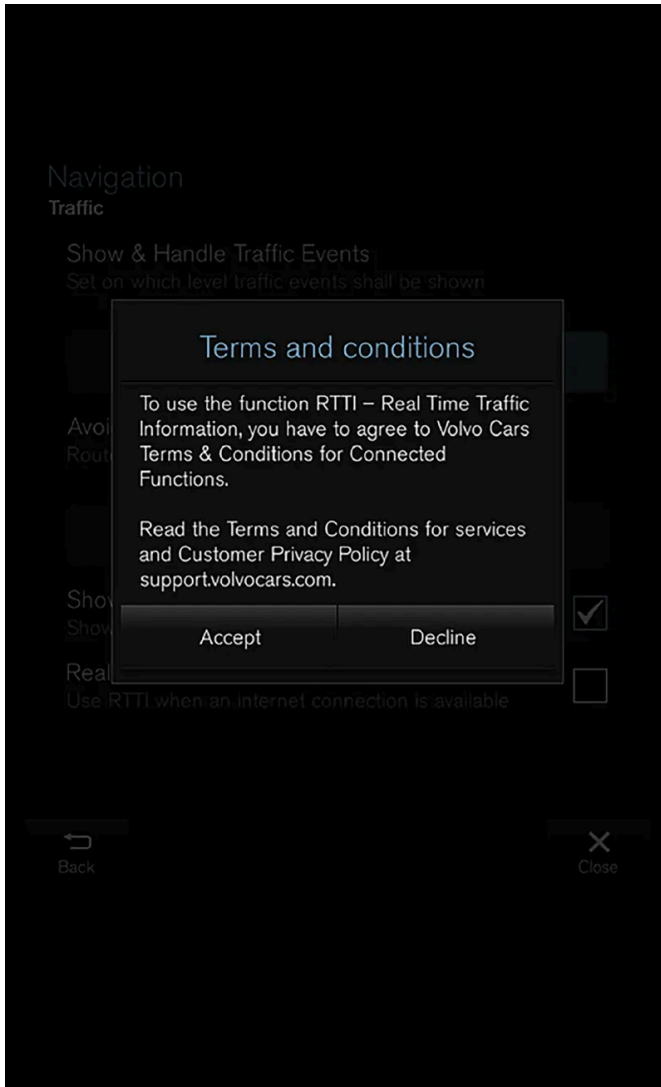 Navigation
Traffic
Show & Handle Traffic Events
Set on which level traffic events shall be shown
Terms and conditions
To use the function RTTI – Real Time Traffic
Information, you have to agree to Volvo Cars
Terms & Conditions for Connected
Functions.
Read the Terms and Conditions for services
and Customer Privacy Policy at
support.volvocars.com.
Accept
Decline
Real
Use RTTI when an internet connection is available
Back
Close